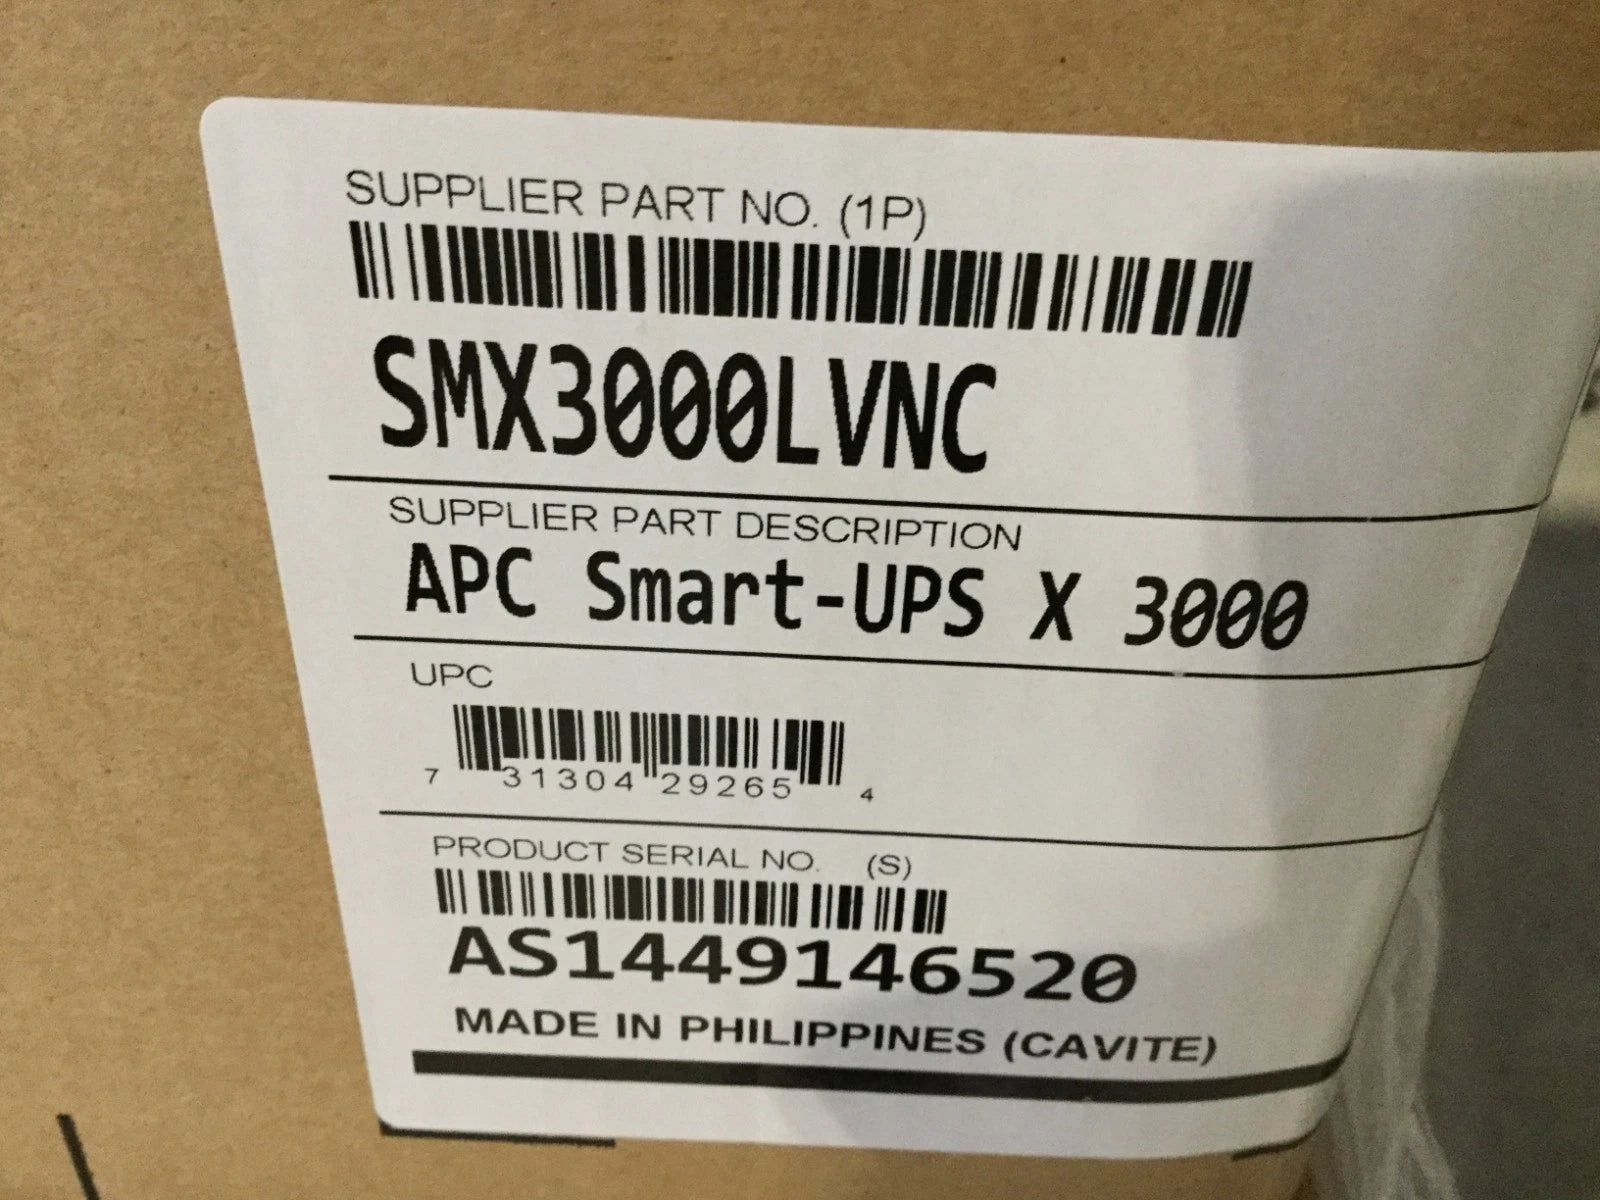 SUPPLIER PART NO. (1P)
SMX3000LVNC
SUPPLIER PART DESCRIPTION
APC Smart-UPS X 3000
UPC
7 31304 29265 4
PRODUCT SERIAL NO. (S)
AS1449146520
MADE IN PHILIPPINES (CAVITE)